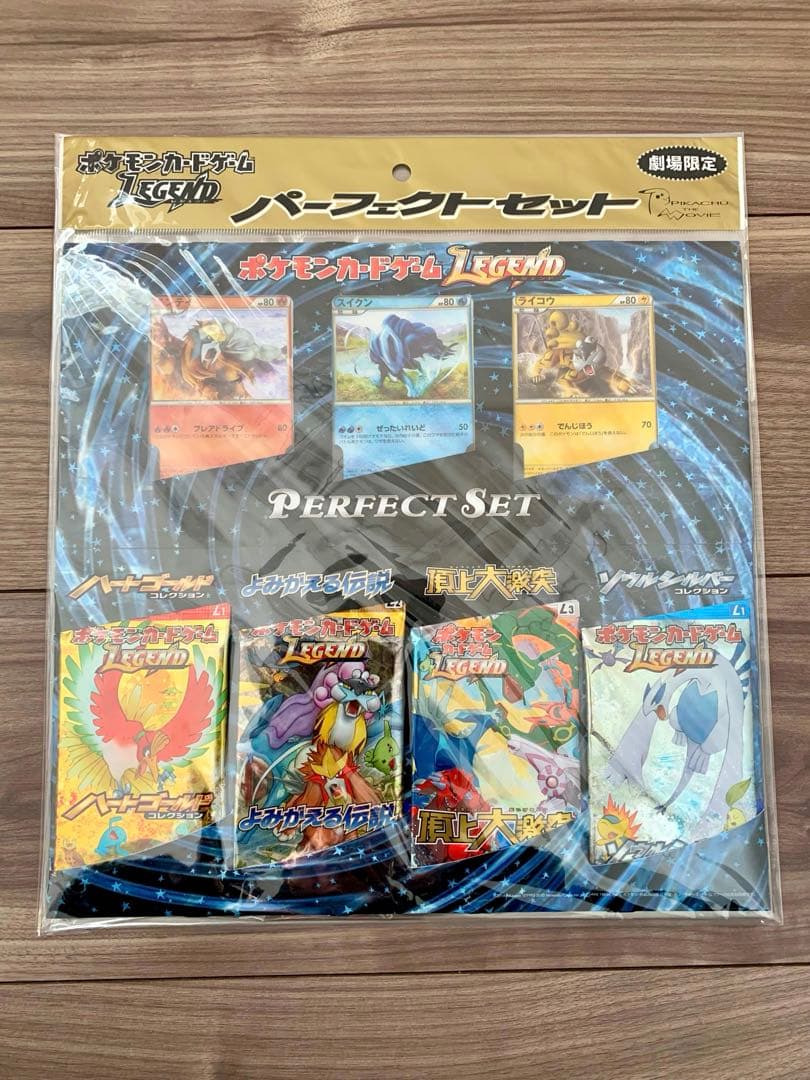 ポケモンカードゲーム
LEGEND
パーフェクトセット
劇場限定
PIKACHU
THE
MOVIE
ポケモンカードゲーム LEGEND
スイクン HP80
ライコウ HP80
HP80
フレアドライブ 80
ぜったいれいど 50
でんじほう 70
PERFECT SET
ハートゴールド
コレクション
よみがえる伝説
頂上大激突
ソウルシルバー
コレクション
L1
ポケモンカードゲーム
LEGEND
ハートゴールド
コレクション
ポケモンカードゲーム
LEGEND
よみがえる伝説
L3
ポケモン
カードゲーム
LEGEND
頂上大激突
L1
ポケモンカードゲーム
LEGEND